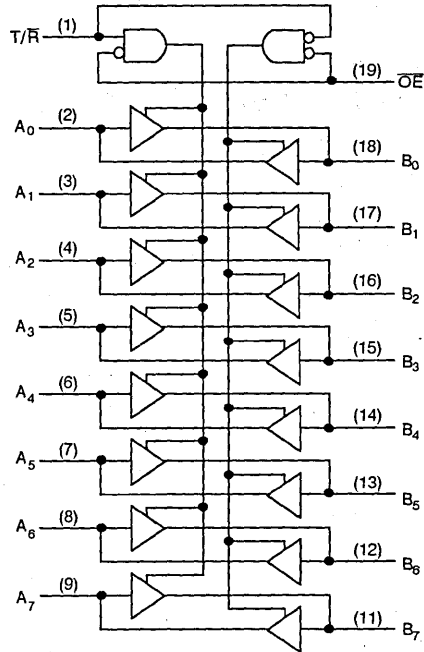 T/R̅ (1)
(19) O̅E̅
A0 (2)
(18) B0
A1 (3)
(17) B1
A2 (4)
(16) B2
A3 (5)
(15) B3
A4 (6)
(14) B4
A5 (7)
(13) B5
A6 (8)
(12) B6
A7 (9)
(11) B7